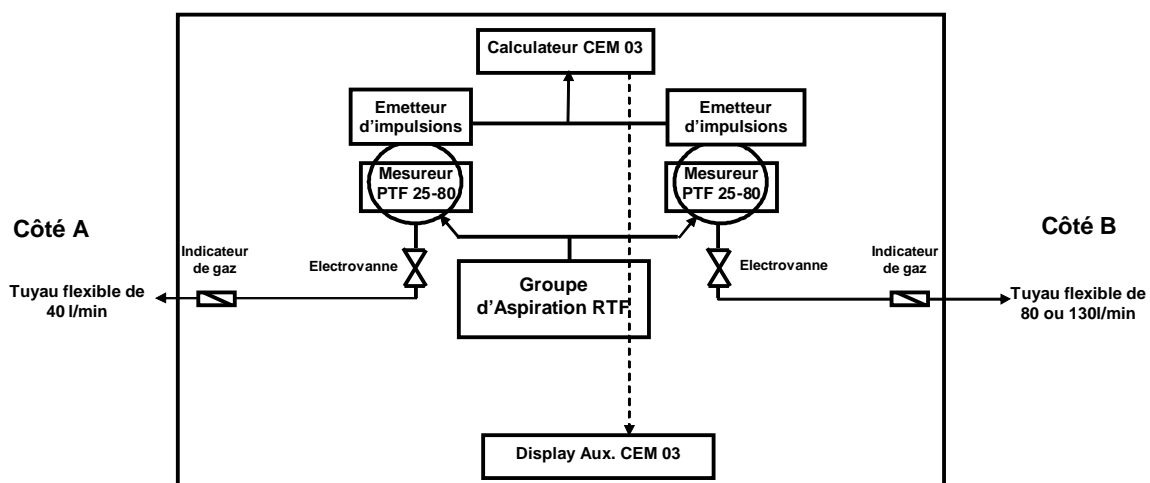 Calculateur CEM 03
Emetteur
d’impulsions
Emetteur
d’impulsions
Mesureur
PTF 25-80
Mesureur
PTF 25-80
Côté A
Côté B
Indicateur
de gaz
Electrovanne
Electrovanne
Indicateur
de gaz
Groupe
d’Aspiration RTF
Tuyau flexible de
40 l/min
Tuyau flexible de
80 ou 130l/min
Display Aux. CEM 03